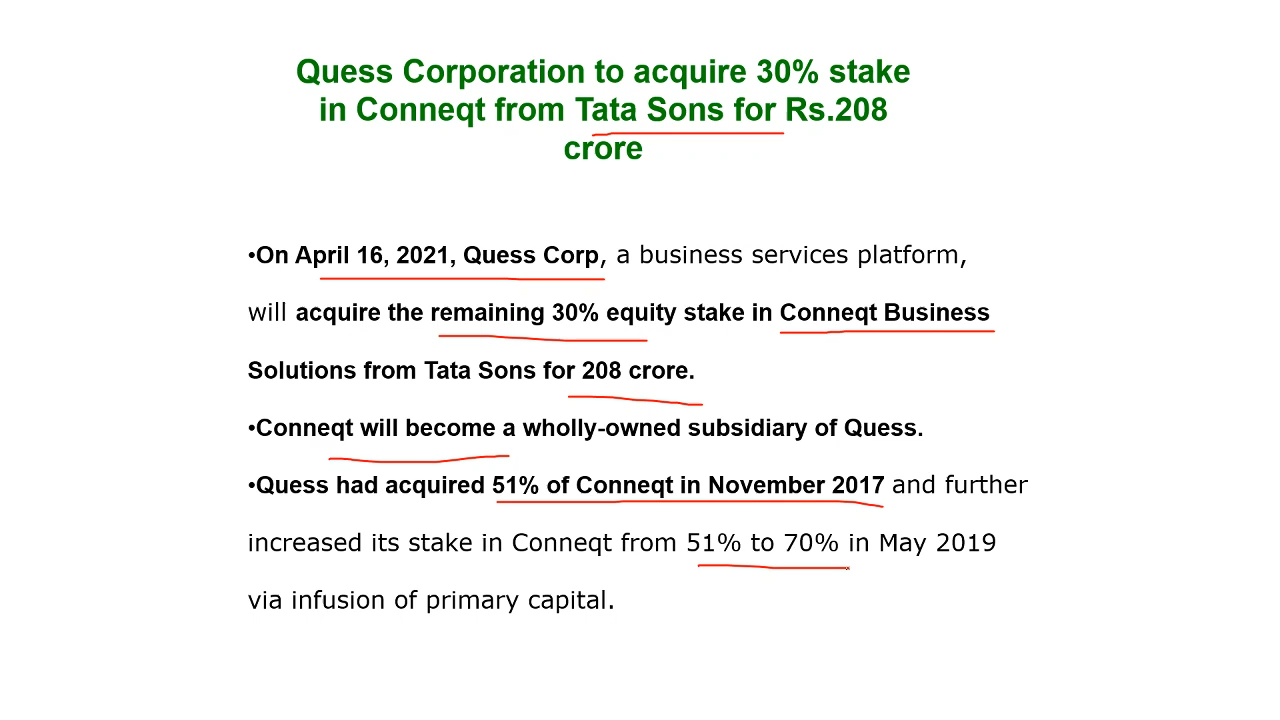 Quess Corporation to acquire 30% stake
in Conneqt from Tata Sons for Rs.208
crore
•On April 16, 2021, Quess Corp, a business services platform,
will acquire the remaining 30% equity stake in Conneqt Business
Solutions from Tata Sons for 208 crore.
•Conneqt will become a wholly-owned subsidiary of Quess.
•Quess had acquired 51% of Conneqt in November 2017 and further
increased its stake in Conneqt from 51% to 70% in May 2019
via infusion of primary capital.